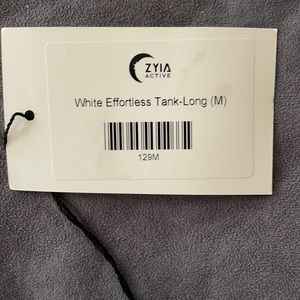 ZYIA
ACTIVE
White Effortless Tank-Long (M)
129M